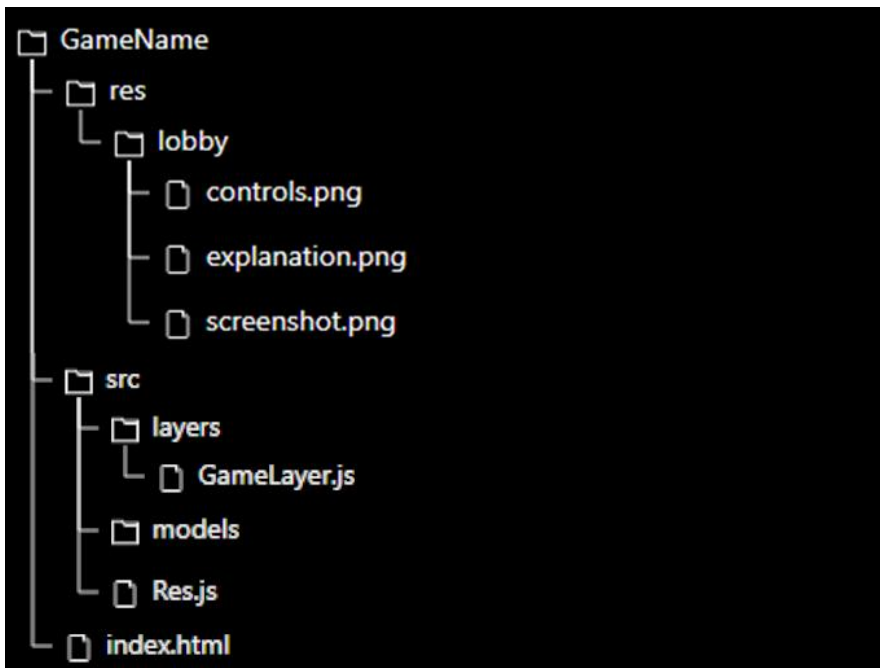 GameName
res
lobby
controls.png
explanation.png
screenshot.png
src
layers
GameLayer.js
models
Res.js
index.html